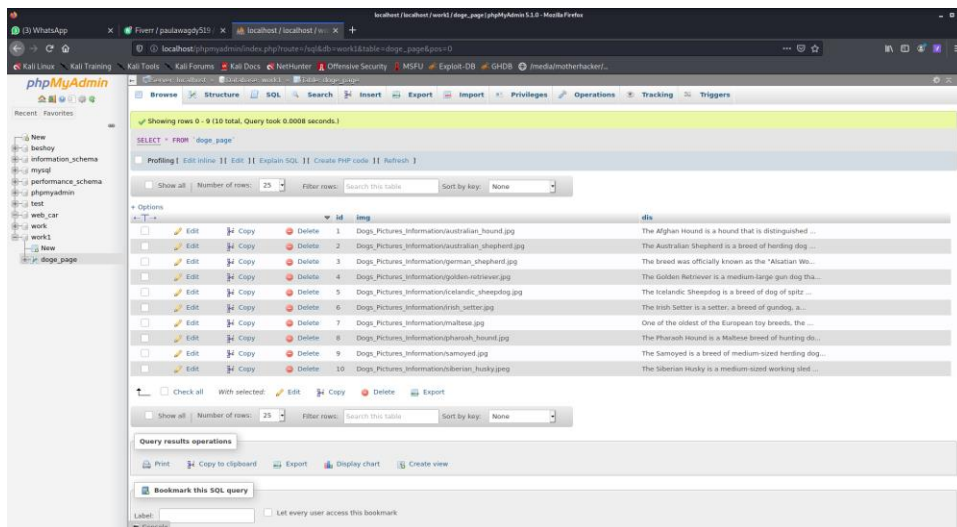 localhost / localhost / work1 / doge_page | phpMyAdmin 5.1.0 - Mozilla Firefox
(3) WhatsApp
Fiverr / paulawagdy519 /
localhost / localhost / wo
localhost/phpmyadmin/index.php?route=/sql&db=work1&table=doge_page&pos=0
Kali Linux Kali Training Kali Tools Kali Forums Kali Docs NetHunter Offensive Security MSFU Exploit-DB GHDB /media/motherhacker/..
phpMyAdmin
Recent Favorites
New
beshoy
information_schema
mysql
performance_schema
phpmyadmin
test
web_car
work
work1
New
doge_page
Server: localhost » Database: work1 » Table: doge_page
Browse Structure SQL Search Insert Export Import Privileges Operations Tracking Triggers
Showing rows 0 - 9 (10 total, Query took 0.0008 seconds.)
SELECT * FROM `doge_page`
Profiling [ Edit inline ] [ Edit ] [ Explain SQL ] [ Create PHP code ] [ Refresh ]
Show all | Number of rows: 25 Filter rows: Search this table Sort by key: None
+ Options
←T→ id img dis
Edit Copy Delete 1 Dogs_Pictures_Information/australian_hound.jpg The Afghan Hound is a hound that is distinguished ...
Edit Copy Delete 2 Dogs_Pictures_Information/australian_shepherd.jpg The Australian Shepherd is a breed of herding dog ...
Edit Copy Delete 3 Dogs_Pictures_Information/german_shepherd.jpg The breed was officially known as the "Alsatian Wo...
Edit Copy Delete 4 Dogs_Pictures_Information/golden-retriever.jpg The Golden Retriever is a medium-large gun dog tha...
Edit Copy Delete 5 Dogs_Pictures_Information/icelandic_sheepdog.jpg The Icelandic Sheepdog is a breed of dog of spitz ...
Edit Copy Delete 6 Dogs_Pictures_Information/irish_setter.jpg The Irish Setter is a setter, a breed of gundog, a...
Edit Copy Delete 7 Dogs_Pictures_Information/maltese.jpg One of the oldest of the European toy breeds, the ...
Edit Copy Delete 8 Dogs_Pictures_Information/pharoah_hound.jpg The Pharaoh Hound is a Maltese breed of hunting do...
Edit Copy Delete 9 Dogs_Pictures_Information/samoyed.jpg The Samoyed is a breed of medium-sized herding dog...
Edit Copy Delete 10 Dogs_Pictures_Information/siberian_husky.jpeg The Siberian Husky is a medium-sized working sled ...
Check all With selected: Edit Copy Delete Export
Show all | Number of rows: 25 Filter rows: Search this table Sort by key: None
Query results operations
Print Copy to clipboard Export Display chart Create view
Bookmark this SQL query
Label: Let every user access this bookmark
Console